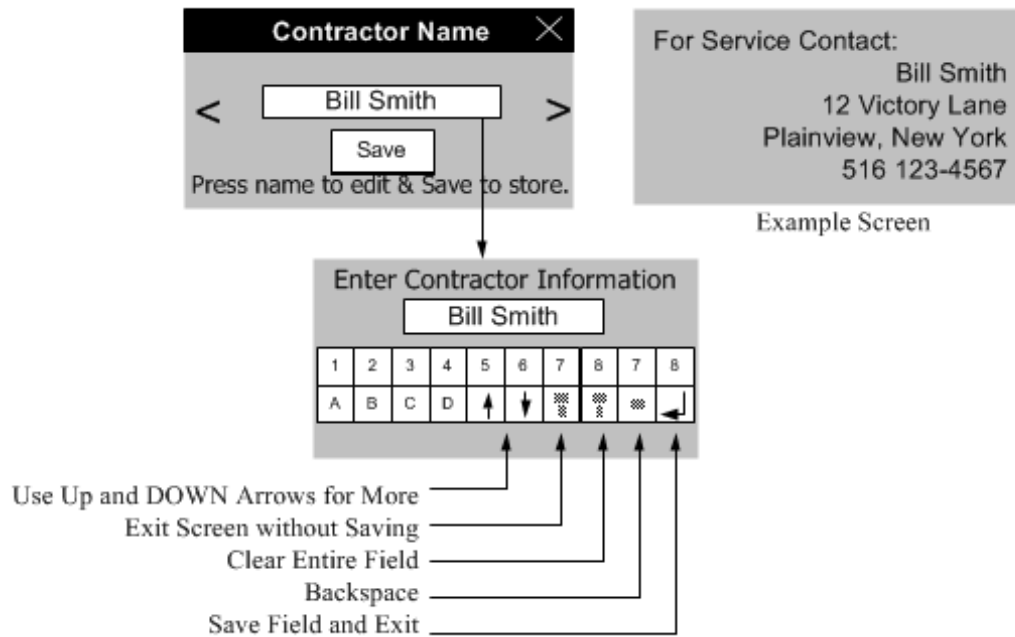 Contractor Name
< Bill Smith >
Save
Press name to edit & Save to store.
For Service Contact:
Bill Smith
12 Victory Lane
Plainview, New York
516 123-4567
Example Screen
Enter Contractor Information
Bill Smith
1 2 3 4 5 6 7 8 7 8
A B C D
Use Up and DOWN Arrows for More
Exit Screen without Saving
Clear Entire Field
Backspace
Save Field and Exit